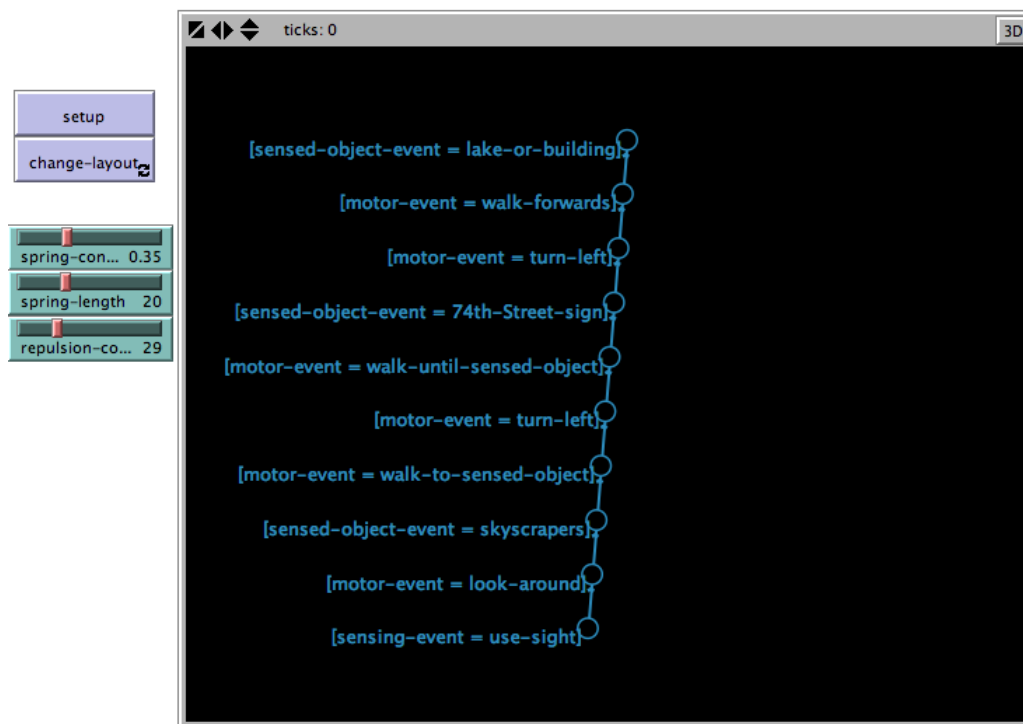 ticks: 0
3D
setup
change-layout
spring-con... 0.35
spring-length 20
repulsion-co... 29
[sensed-object-event = lake-or-building]
[motor-event = walk-forwards]
[motor-event = turn-left]
[sensed-object-event = 74th-Street-sign]
[motor-event = walk-until-sensed-object]
[motor-event = turn-left]
[motor-event = walk-to-sensed-object]
[sensed-object-event = skyscrapers]
[motor-event = look-around]
[sensing-event = use-sight]